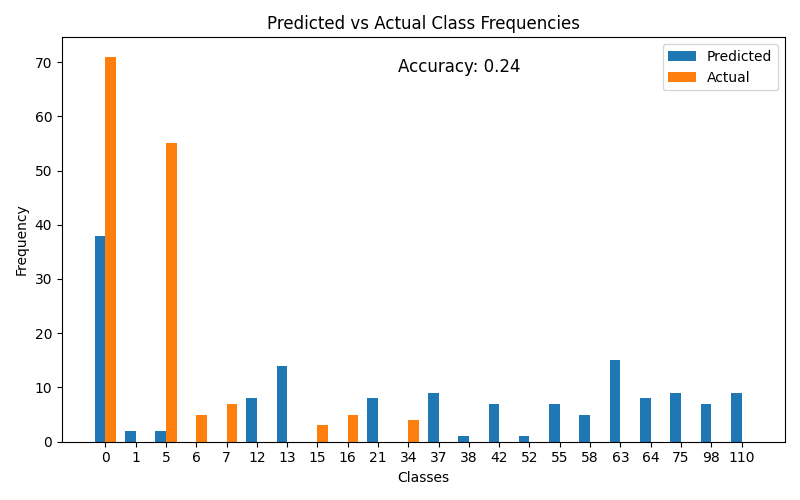 Predicted vs Actual Class Frequencies
Accuracy: 0.24
Predicted
Actual
Frequency
70
60
50
40
30
20
10
0
0 1 5 6 7 12 13 15 16 21 34 37 38 42 52 55 58 63 64 75 98 110
Classes